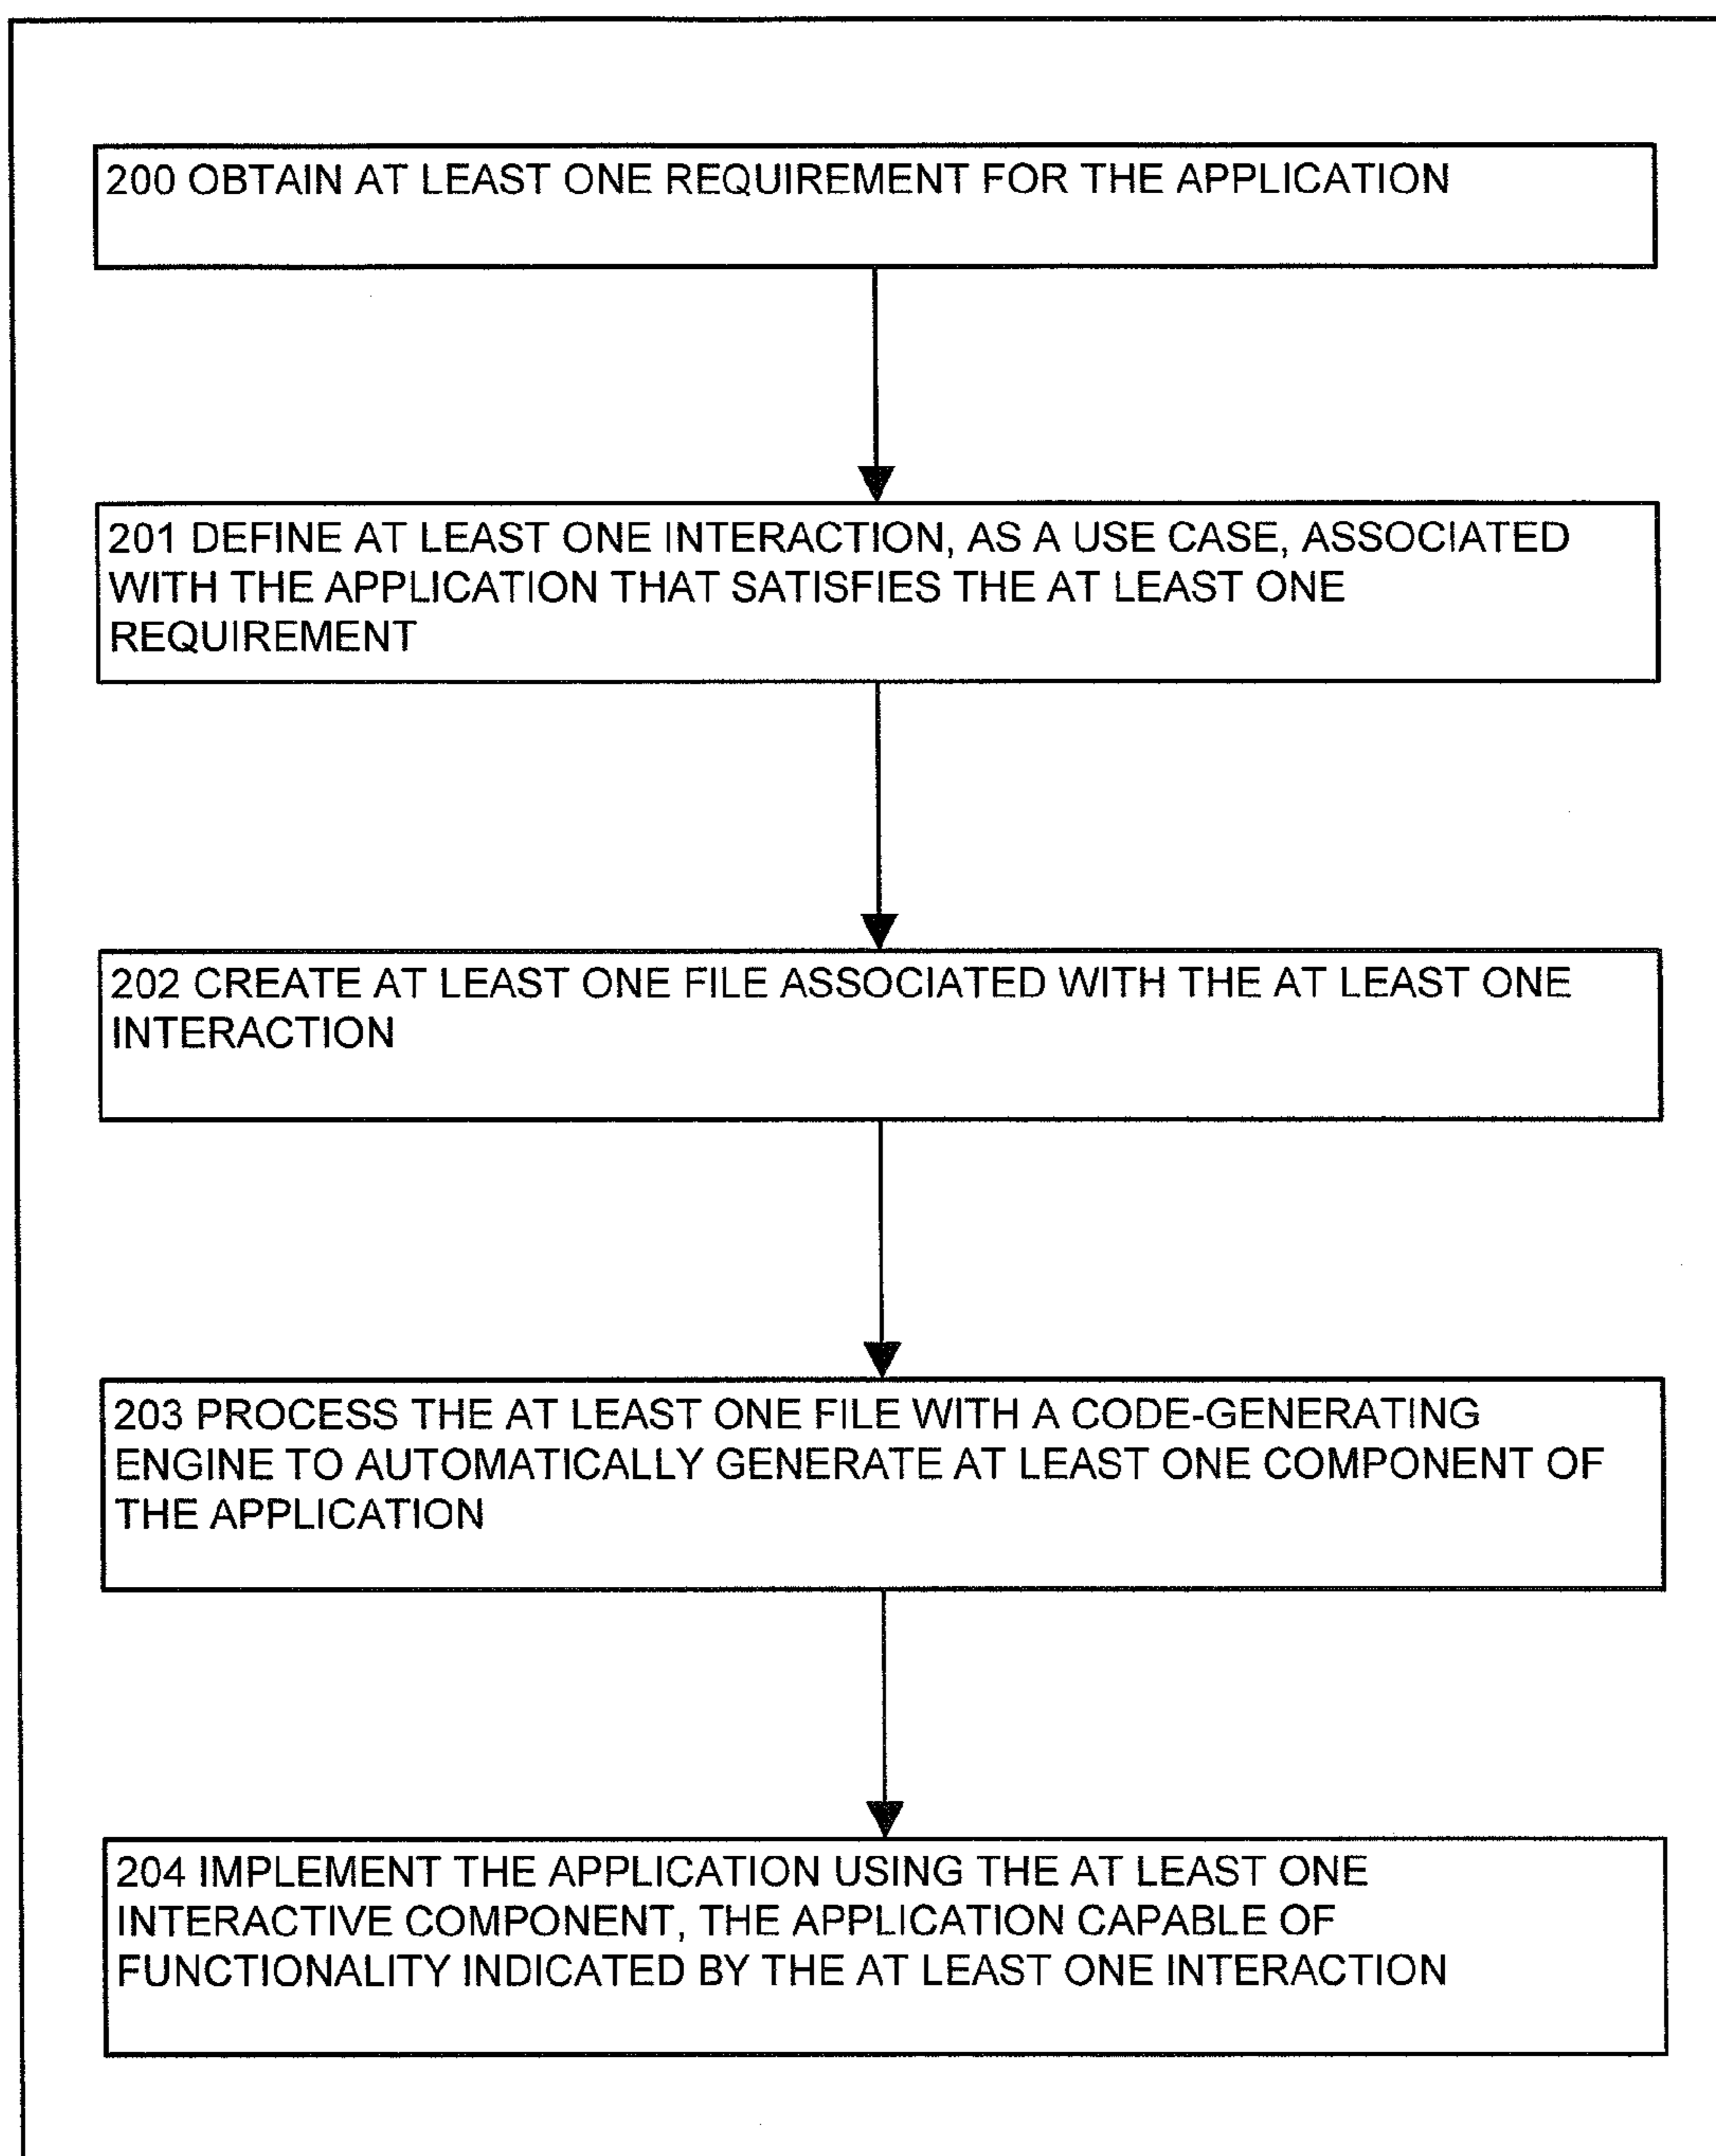 200 OBTAIN AT LEAST ONE REQUIREMENT FOR THE APPLICATION
201 DEFINE AT LEAST ONE INTERACTION, AS A USE CASE, ASSOCIATED
WITH THE APPLICATION THAT SATISFIES THE AT LEAST ONE
REQUIREMENT
202 CREATE AT LEAST ONE FILE ASSOCIATED WITH THE AT LEAST ONE
INTERACTION
203 PROCESS THE AT LEAST ONE FILE WITH A CODE-GENERATING
ENGINE TO AUTOMATICALLY GENERATE AT LEAST ONE COMPONENT OF
THE APPLICATION
204 IMPLEMENT THE APPLICATION USING THE AT LEAST ONE
INTERACTIVE COMPONENT, THE APPLICATION CAPABLE OF
FUNCTIONALITY INDICATED BY THE AT LEAST ONE INTERACTION